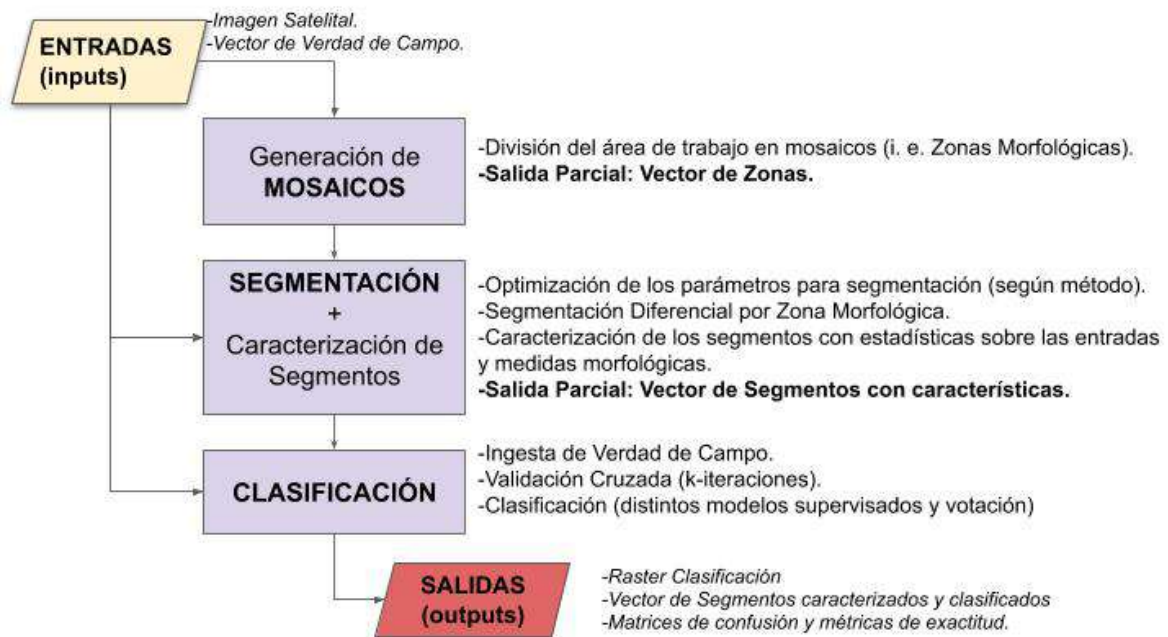 -Imagen Satelital.
-Vector de Verdad de Campo.
ENTRADAS
(inputs)
Generación de
MOSAICOS
-División del área de trabajo en mosaicos (i. e. Zonas Morfológicas).
-Salida Parcial: Vector de Zonas.
SEGMENTACIÓN
+
Caracterización de
Segmentos
-Optimización de los parámetros para segmentación (según método).
-Segmentación Diferencial por Zona Morfológica.
-Caracterización de los segmentos con estadísticas sobre las entradas
y medidas morfológicas.
-Salida Parcial: Vector de Segmentos con características.
CLASIFICACIÓN
-Ingesta de Verdad de Campo.
-Validación Cruzada (k-iteraciones).
-Clasificación (distintos modelos supervisados y votación)
SALIDAS
(outputs)
-Raster Clasificación
-Vector de Segmentos caracterizados y clasificados
-Matrices de confusión y métricas de exactitud.